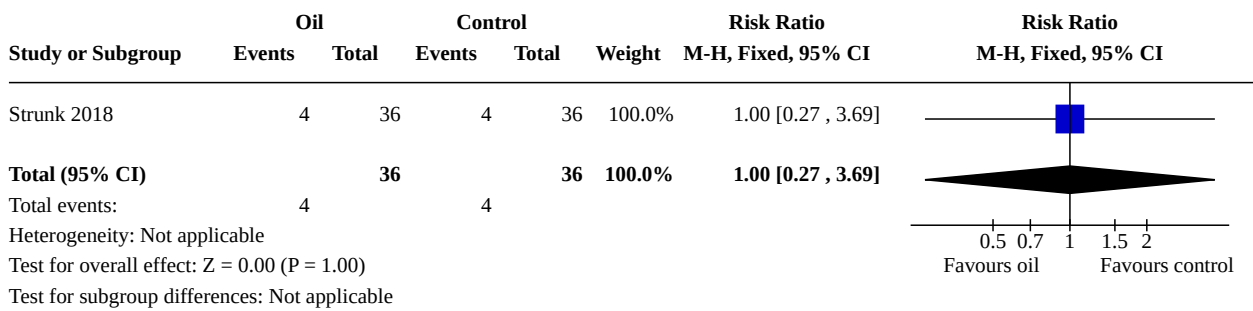 Oil Control Risk Ratio Risk Ratio
Study or Subgroup Events Total Events Total Weight M-H, Fixed, 95% CI M-H, Fixed, 95% CI
Strunk 2018 4 36 4 36 100.0% 1.00 [0.27 , 3.69]
Total (95% CI) 36 36 100.0% 1.00 [0.27 , 3.69]
Total events: 4 4
Heterogeneity: Not applicable
0.5 0.7 1 1.5 2
Test for overall effect: Z = 0.00 (P = 1.00) Favours oil Favours control
Test for subgroup differences: Not applicable